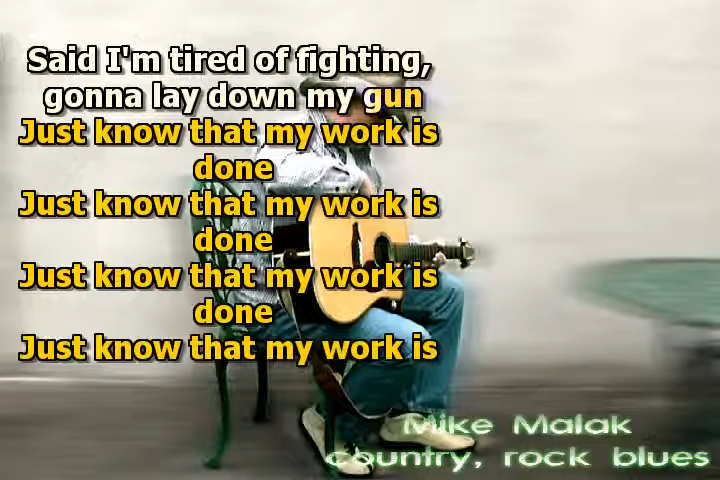 Said I'm tired of fighting,
gonna lay down my gun
Just know that my work is
done
Just know that my work is
done
Just know that my work is
done
Just know that my work is
Mike Malak
country, rock blues